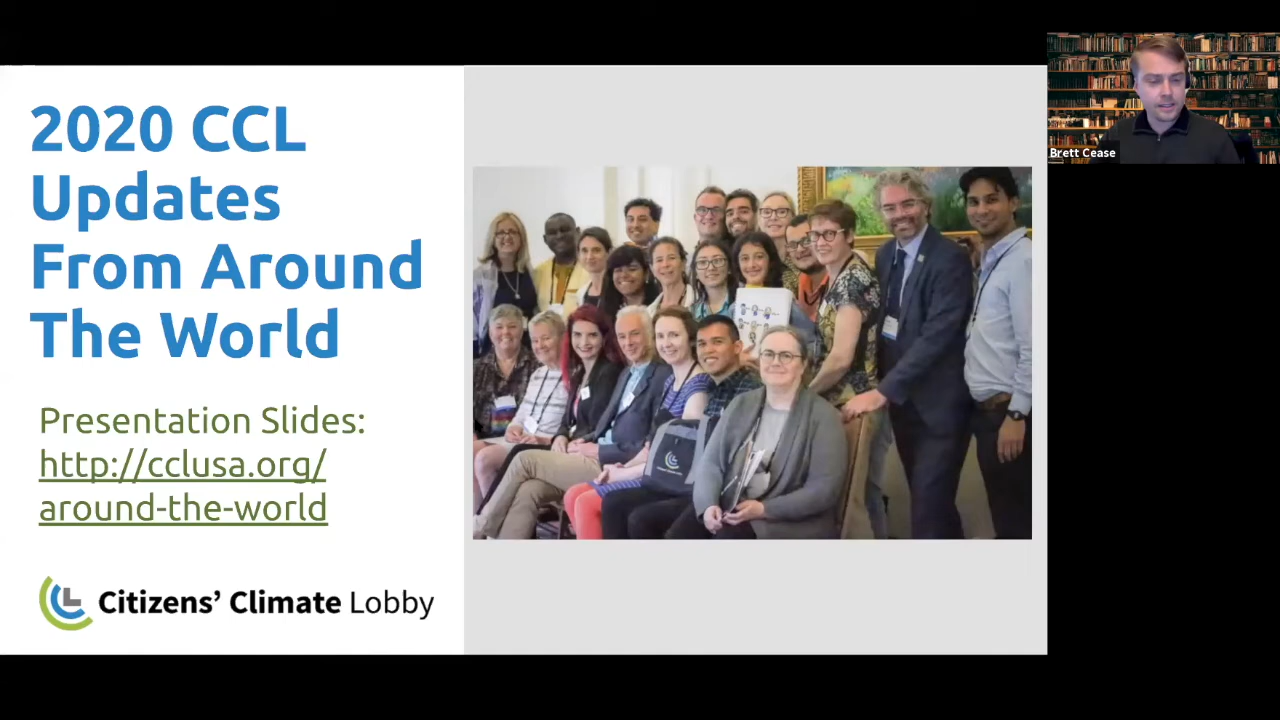 2020 CCL
Updates
From Around
The World
Presentation Slides:
http://cclusa.org/
around-the-world
Citizens’ Climate Lobby
Brett Cease